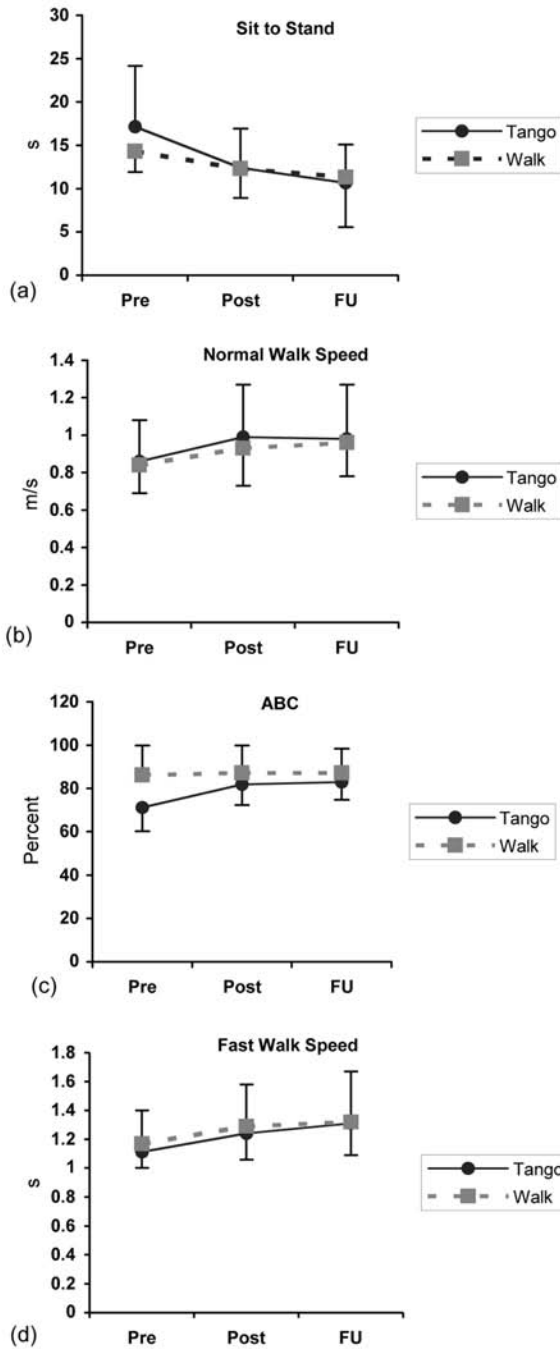 Sit to Stand
30
25
20
15
10
5
0
s
Pre Post FU
Tango
Walk
(a)
Normal Walk Speed
1.4
1.2
1
0.8
0.6
0.4
0.2
0
m/s
Pre Post FU
Tango
Walk
(b)
ABC
120
100
80
60
40
20
0
Percent
Pre Post FU
Tango
Walk
(c)
Fast Walk Speed
1.8
1.6
1.4
1.2
1
0.8
0.6
0.4
0.2
0
s
Pre Post FU
Tango
Walk
(d)